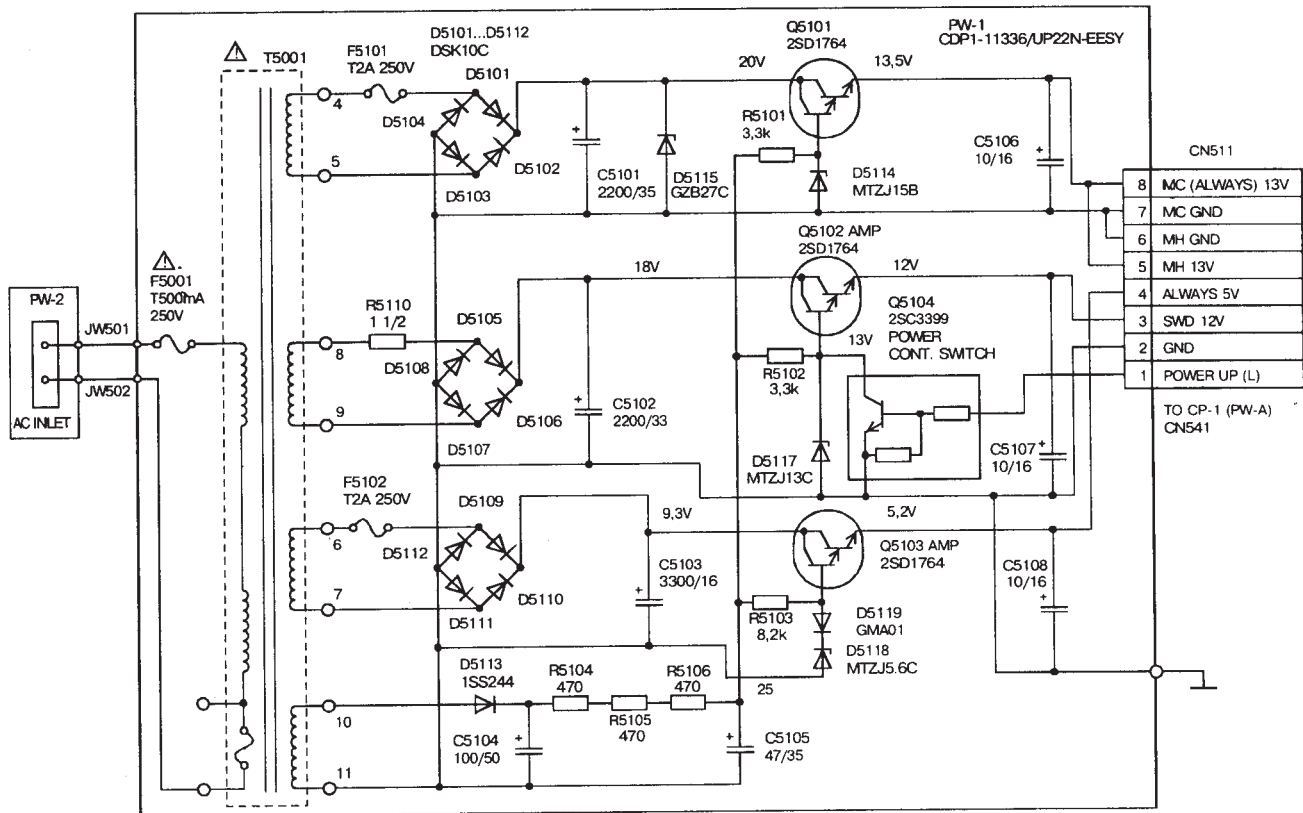 PW-1
CDP1-11336/UP22N-EESY
T5001
F5101
T2A 250V
D5101...D5112
DSK10C
D5101
D5104
D5102
D5103
4
5
20V
Q5101
2SD1764
13,5V
R5101
3,3k
C5101
2200/35
D5115
GZB27C
D5114
MTZJ15B
C5106
10/16
CN511
8 MC (ALWAYS) 13V
7 MC GND
6 MH GND
5 MH 13V
4 ALWAYS 5V
3 SWD 12V
2 GND
1 POWER UP (L)
TO CP-1 (PW-A)
CN541
PW-2
AC INLET
JW501
JW502
F5001
T500mA
250V
R5110
1 1/2
8
9
D5105
D5108
D5106
D5107
18V
Q5102 AMP
2SD1764
12V
Q5104
2SC3399
POWER
CONT. SWITCH
13V
R5102
3,3k
C5102
2200/33
D5117
MTZJ13C
C5107
10/16
F5102
T2A 250V
6
7
D5109
D5112
D5110
D5111
9,3V
5,2V
Q5103 AMP
2SD1764
C5103
3300/16
R5103
8,2k
D5119
GMA01
D5118
MTZJ5.6C
C5108
10/16
25
D5113
1SS244
R5104
470
R5105
470
R5106
470
10
11
C5104
100/50
C5105
47/35